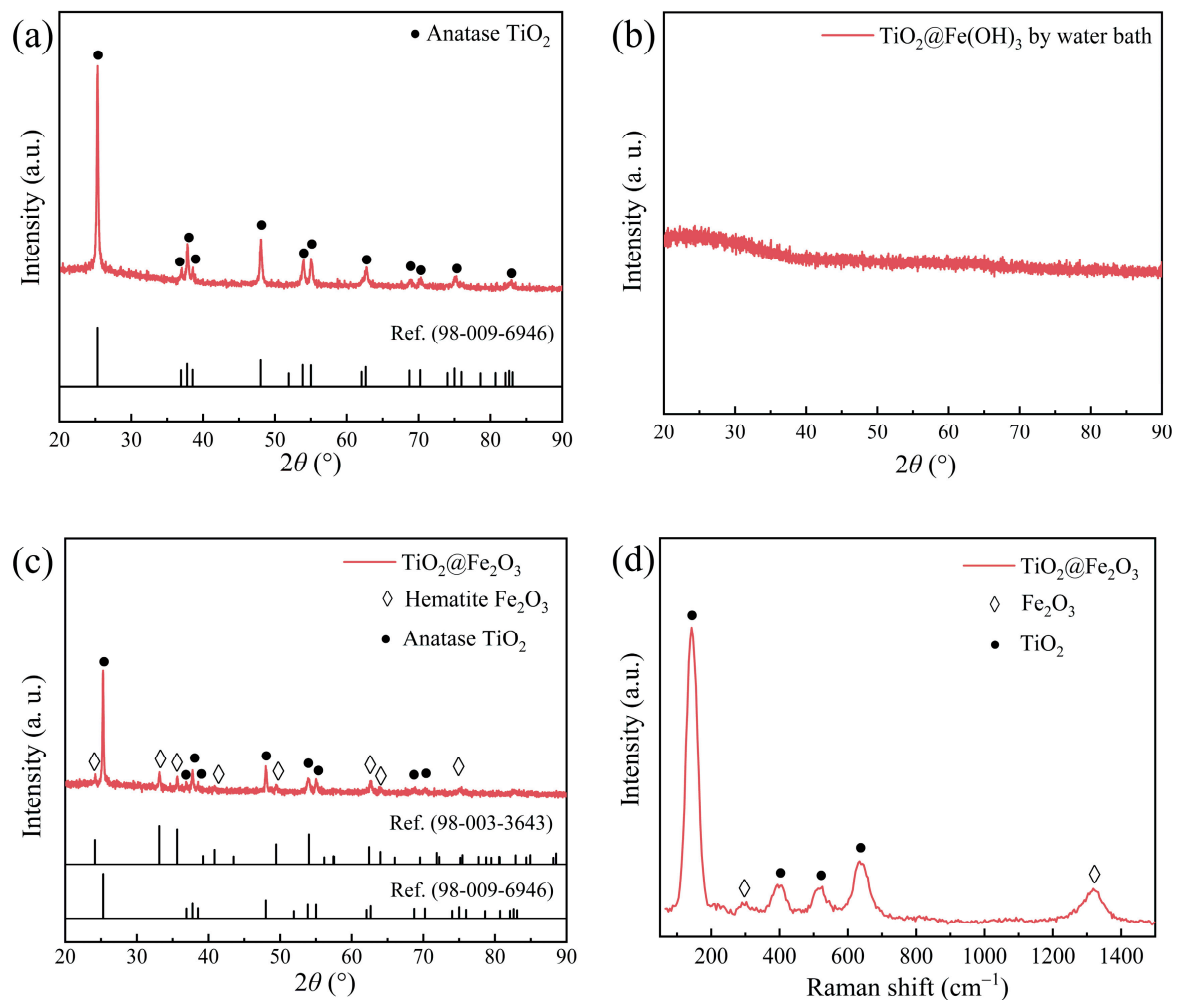 (a)
● Anatase TiO₂
Intensity (a.u.)
Ref. (98-009-6946)
20 30 40 50 60 70 80 90
2θ (°)
(b)
TiO₂@Fe(OH)₃ by water bath
Intensity (a. u.)
20 30 40 50 60 70 80 90
2θ (°)
(c)
TiO₂@Fe₂O₃
◊ Hematite Fe₂O₃
● Anatase TiO₂
Intensity (a. u.)
Ref. (98-003-3643)
Ref. (98-009-6946)
20 30 40 50 60 70 80 90
2θ (°)
(d)
TiO₂@Fe₂O₃
◊ Fe₂O₃
● TiO₂
Intensity (a.u.)
200 400 600 800 1000 1200 1400
Raman shift (cm⁻¹)